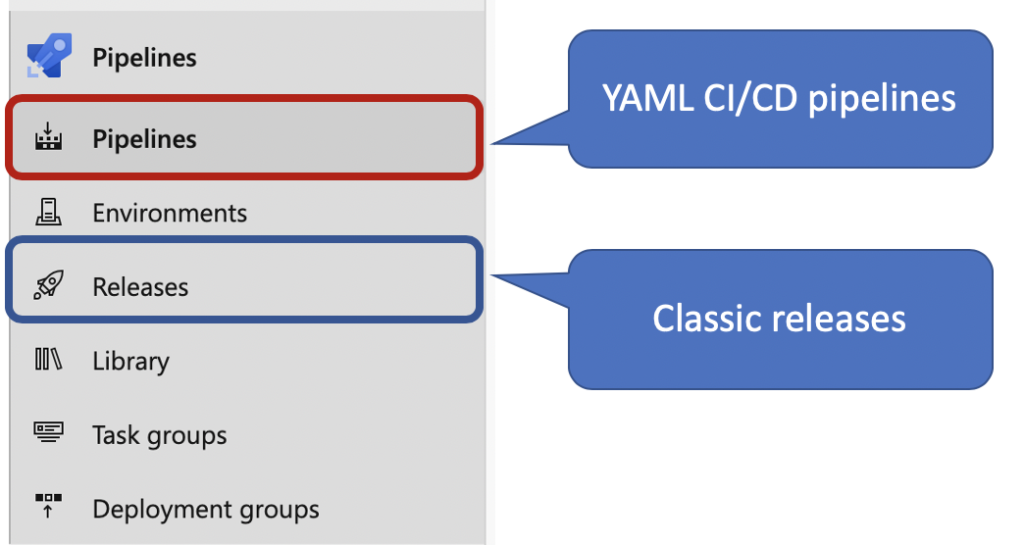 Pipelines
Pipelines
Environments
Releases
Library
Task groups
Deployment groups
YAML CI/CD pipelines
Classic releases